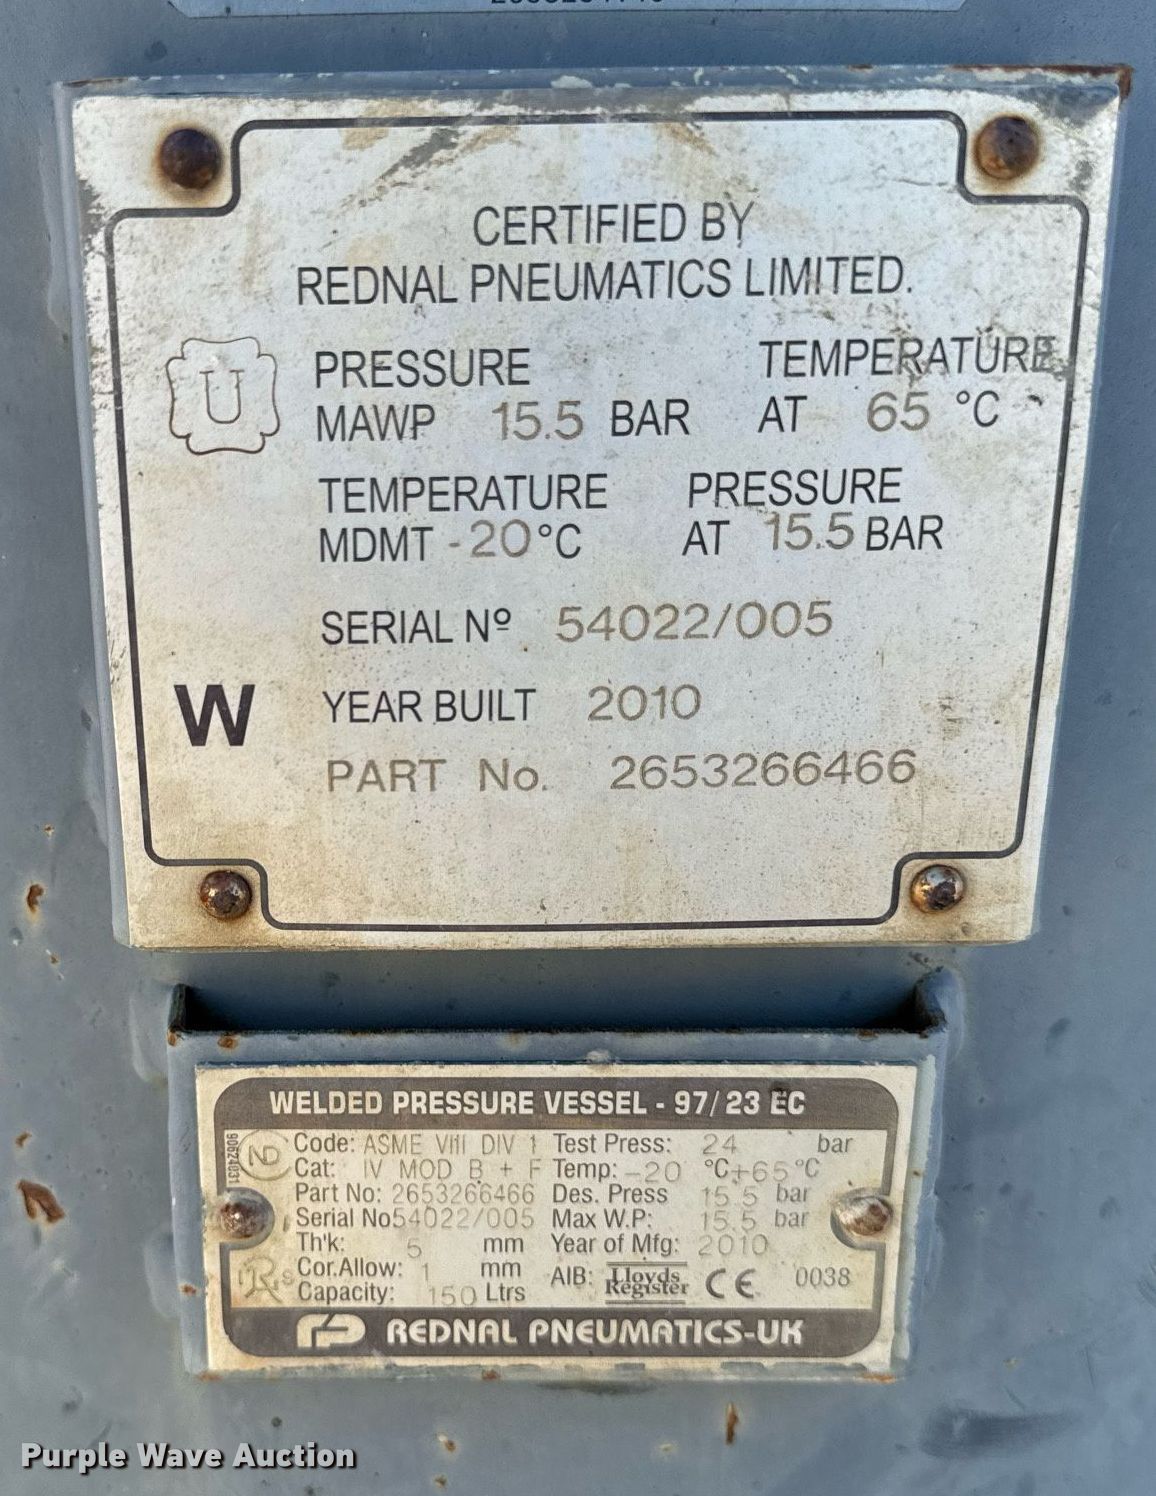 CERTIFIED BY
REDNAL PNEUMATICS LIMITED.
U
PRESSURE TEMPERATURE
MAWP 15.5 BAR AT 65 °C
TEMPERATURE PRESSURE
MDMT -20 °C AT 15.5 BAR
SERIAL Nº 54022/005
W YEAR BUILT 2010
PART No. 2653266466
WELDED PRESSURE VESSEL - 97/23 EC
90624031
ND
Code: ASME VIII DIV 1 Test Press: 24 bar
Cat: IV MOD B + F Temp: -20 °C +65 °C
Part No: 2653266466 Des. Press 15.5 bar
Serial No 54022/005 Max W.P: 15.5 bar
Th'k: 5 mm Year of Mfg: 2010
Cor.Allow: 1 mm AIB: Lloyds Register CE 0038
Capacity: 150 Ltrs
REDNAL PNEUMATICS-UK
Purple Wave Auction